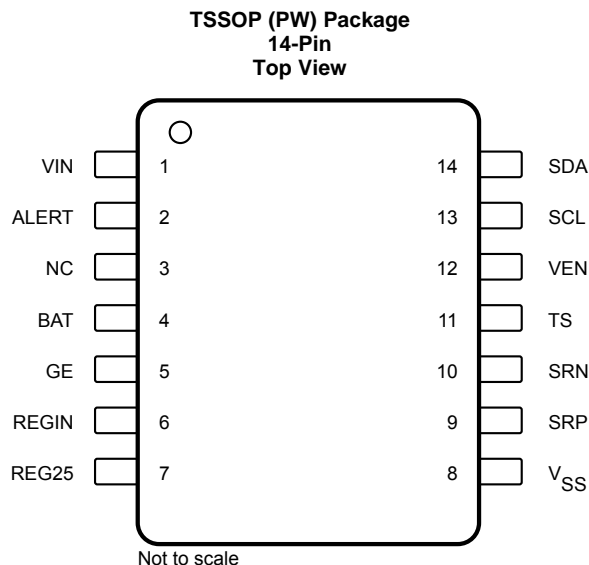 TSSOP (PW) Package
14-Pin
Top View
VIN 1 14 SDA
ALERT 2 13 SCL
NC 3 12 VEN
BAT 4 11 TS
GE 5 10 SRN
REGIN 6 9 SRP
REG25 7 8 VSS
Not to scale